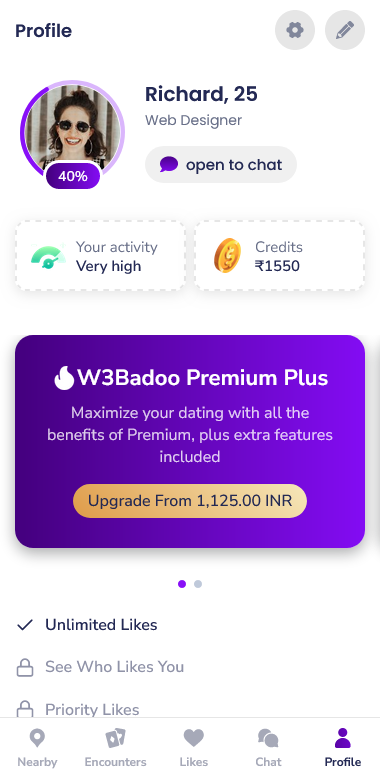 Profile
Richard, 25
Web Designer
open to chat
40%
Your activity
Very high
Credits
₹1550
W3Badoo Premium Plus
Maximize your dating with all the
benefits of Premium, plus extra features
included
Upgrade From 1,125.00 INR
Unlimited Likes
See Who Likes You
Priority Likes
Nearby
Encounters
Likes
Chat
Profile